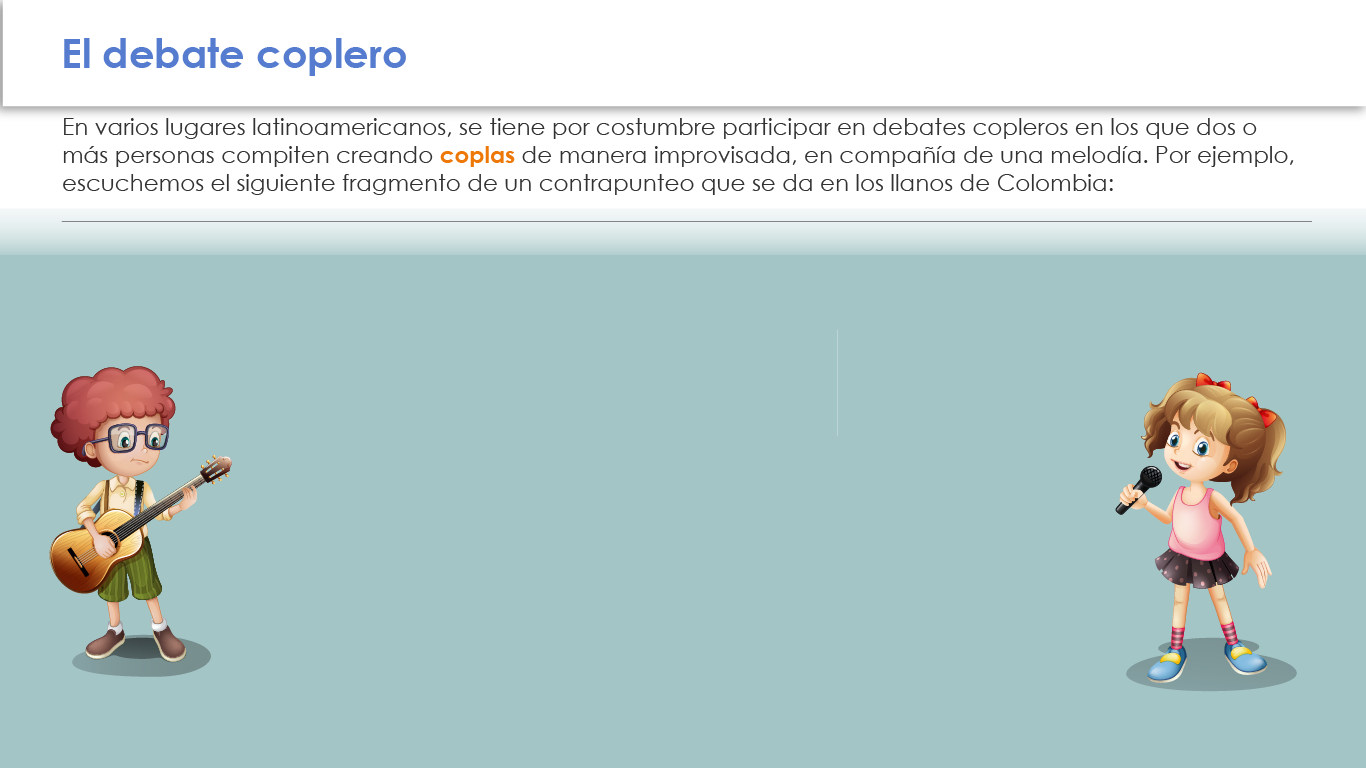 El debate coplero
En varios lugares latinoamericanos, se tiene por costumbre participar en debates copleros en los que dos o
más personas compiten creando coplas de manera improvisada, en compañía de una melodía. Por ejemplo,
escuchemos el siguiente fragmento de un contrapunteo que se da en los llanos de Colombia: